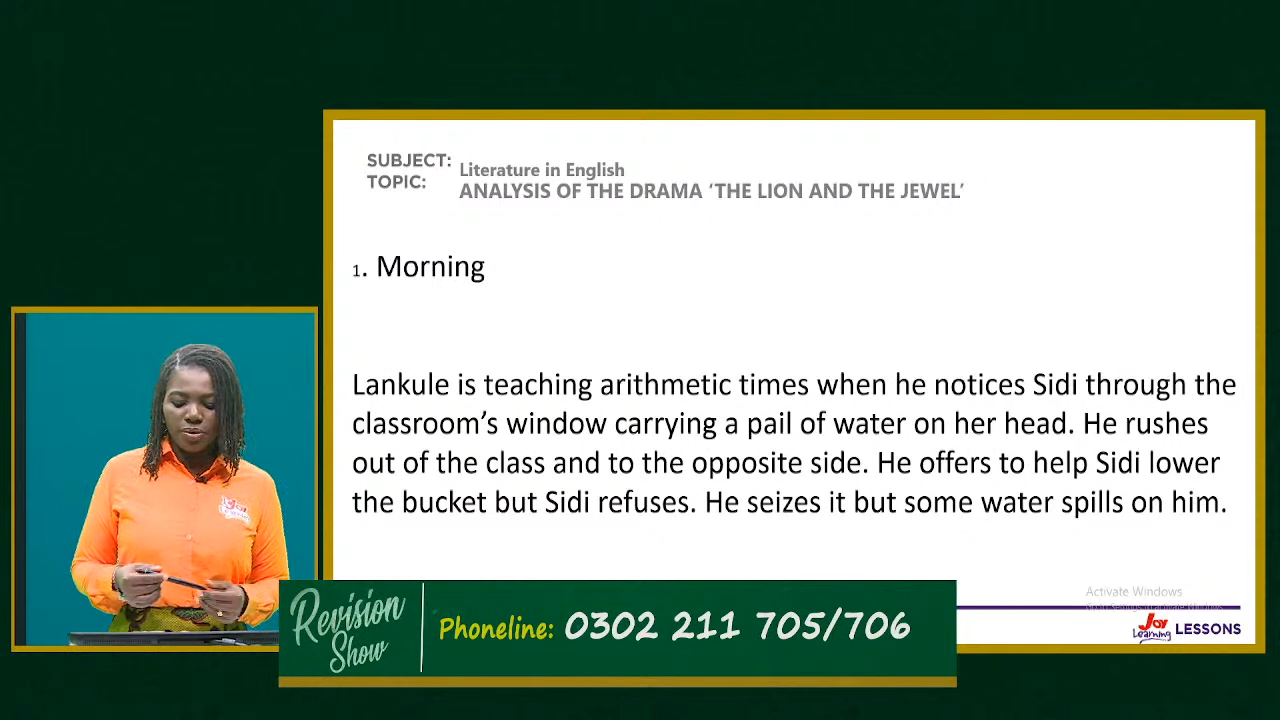 SUBJECT: Literature in English
TOPIC: ANALYSIS OF THE DRAMA ‘THE LION AND THE JEWEL’
1. Morning
Lankule is teaching arithmetic times when he notices Sidi through the
classroom’s window carrying a pail of water on her head. He rushes
out of the class and to the opposite side. He offers to help Sidi lower
the bucket but Sidi refuses. He seizes it but some water spills on him.
Activate Windows
Joy Learning LESSONS
Revision Show
Phoneline: 0302 211 705/706